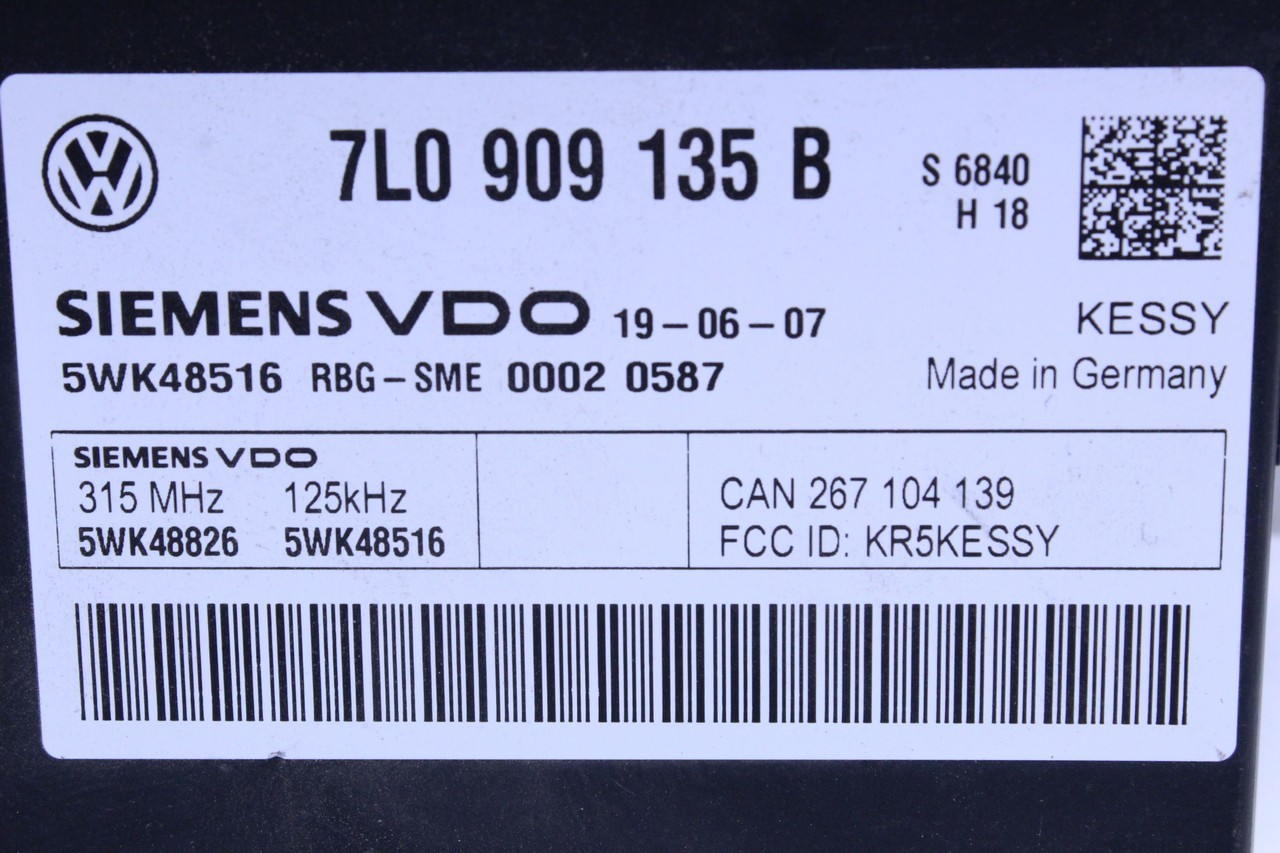 7L0 909 135 B
S 6840
H 18
SIEMENS VDO 19-06-07
KESSY
5WK48516 RBG-SME 0002 0587
Made in Germany
SIEMENS VDO
315 MHz 125kHz
5WK48826 5WK48516
CAN 267 104 139
FCC ID: KR5KESSY